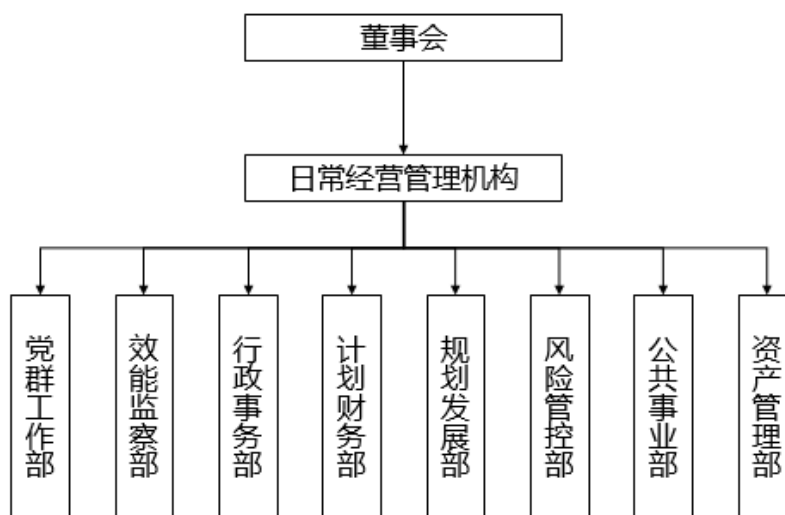 董事会
日常经营管理机构
党群工作部
效能监察部
行政事务部
计划财务部
规划发展部
风险管控部
公共事业部
资产管理部